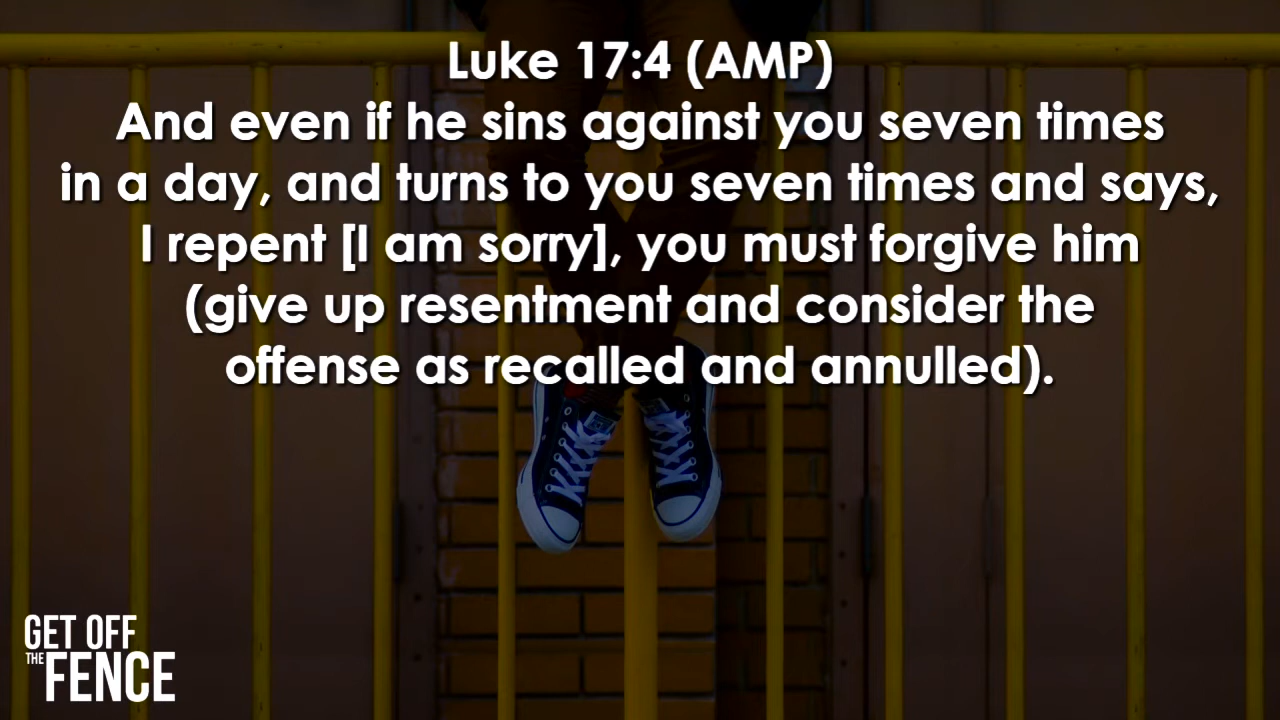 Luke 17:4 (AMP)
And even if he sins against you seven times
in a day, and turns to you seven times and says,
I repent [I am sorry], you must forgive him
(give up resentment and consider the
offense as recalled and annulled).
GET OFF
THE FENCE